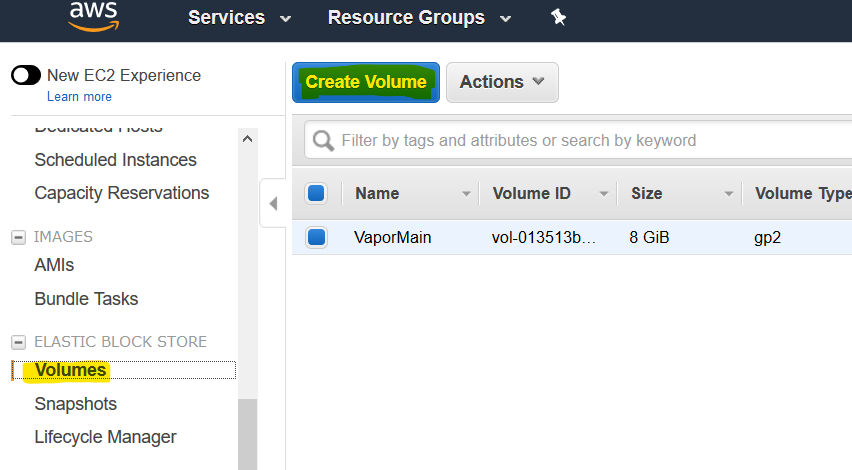 aws
Services
Resource Groups
New EC2 Experience
Learn more
Dedicated Hosts
Scheduled Instances
Capacity Reservations
IMAGES
AMIs
Bundle Tasks
ELASTIC BLOCK STORE
Volumes
Snapshots
Lifecycle Manager
Create Volume
Actions
Filter by tags and attributes or search by keyword
Name Volume ID Size Volume Type
VaporMain vol-013513b... 8 GiB gp2